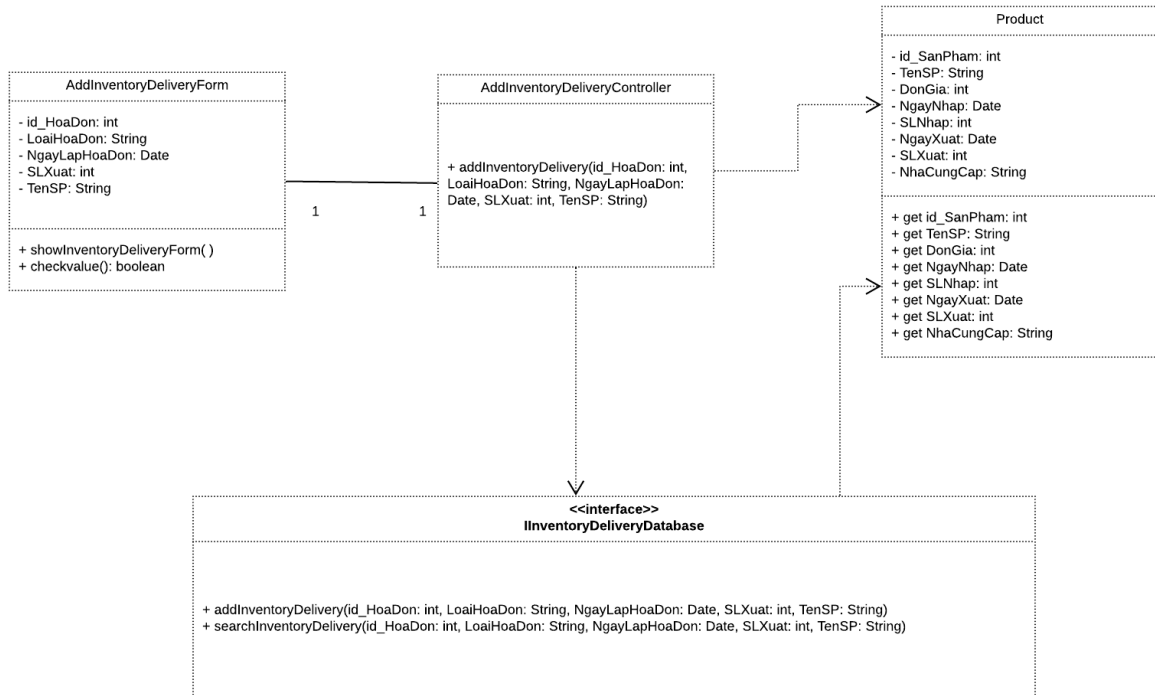 Product
- id_SanPham: int
- TenSP: String
- DonGia: int
- NgayNhap: Date
- SLNhap: int
- NgayXuat: Date
- SLXuat: int
- NhaCungCap: String
+ get id_SanPham: int
+ get TenSP: String
+ get DonGia: int
+ get NgayNhap: Date
+ get SLNhap: int
+ get NgayXuat: Date
+ get SLXuat: int
+ get NhaCungCap: String
AddInventoryDeliveryForm
- id_HoaDon: int
- LoaiHoaDon: String
- NgayLapHoaDon: Date
- SLXuat: int
- TenSP: String
+ showInventoryDeliveryForm( )
+ checkvalue(): boolean
1
1
AddInventoryDeliveryController
+ addInventoryDelivery(id_HoaDon: int,
LoaiHoaDon: String, NgayLapHoaDon:
Date, SLXuat: int, TenSP: String)
<<interface>>
IInventoryDeliveryDatabase
+ addInventoryDelivery(id_HoaDon: int, LoaiHoaDon: String, NgayLapHoaDon: Date, SLXuat: int, TenSP: String)
+ searchInventoryDelivery(id_HoaDon: int, LoaiHoaDon: String, NgayLapHoaDon: Date, SLXuat: int, TenSP: String)